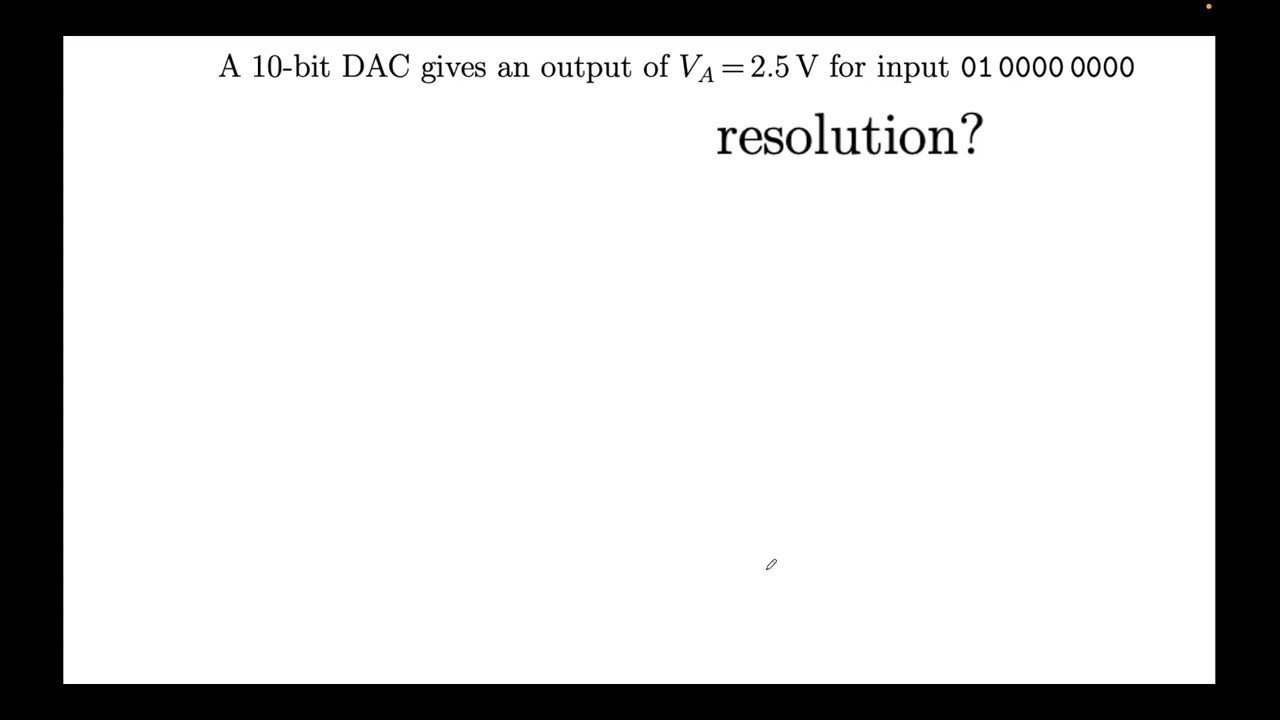 A 10-bit DAC gives an output of V_A = 2.5 V for input 01 0000 0000
resolution?